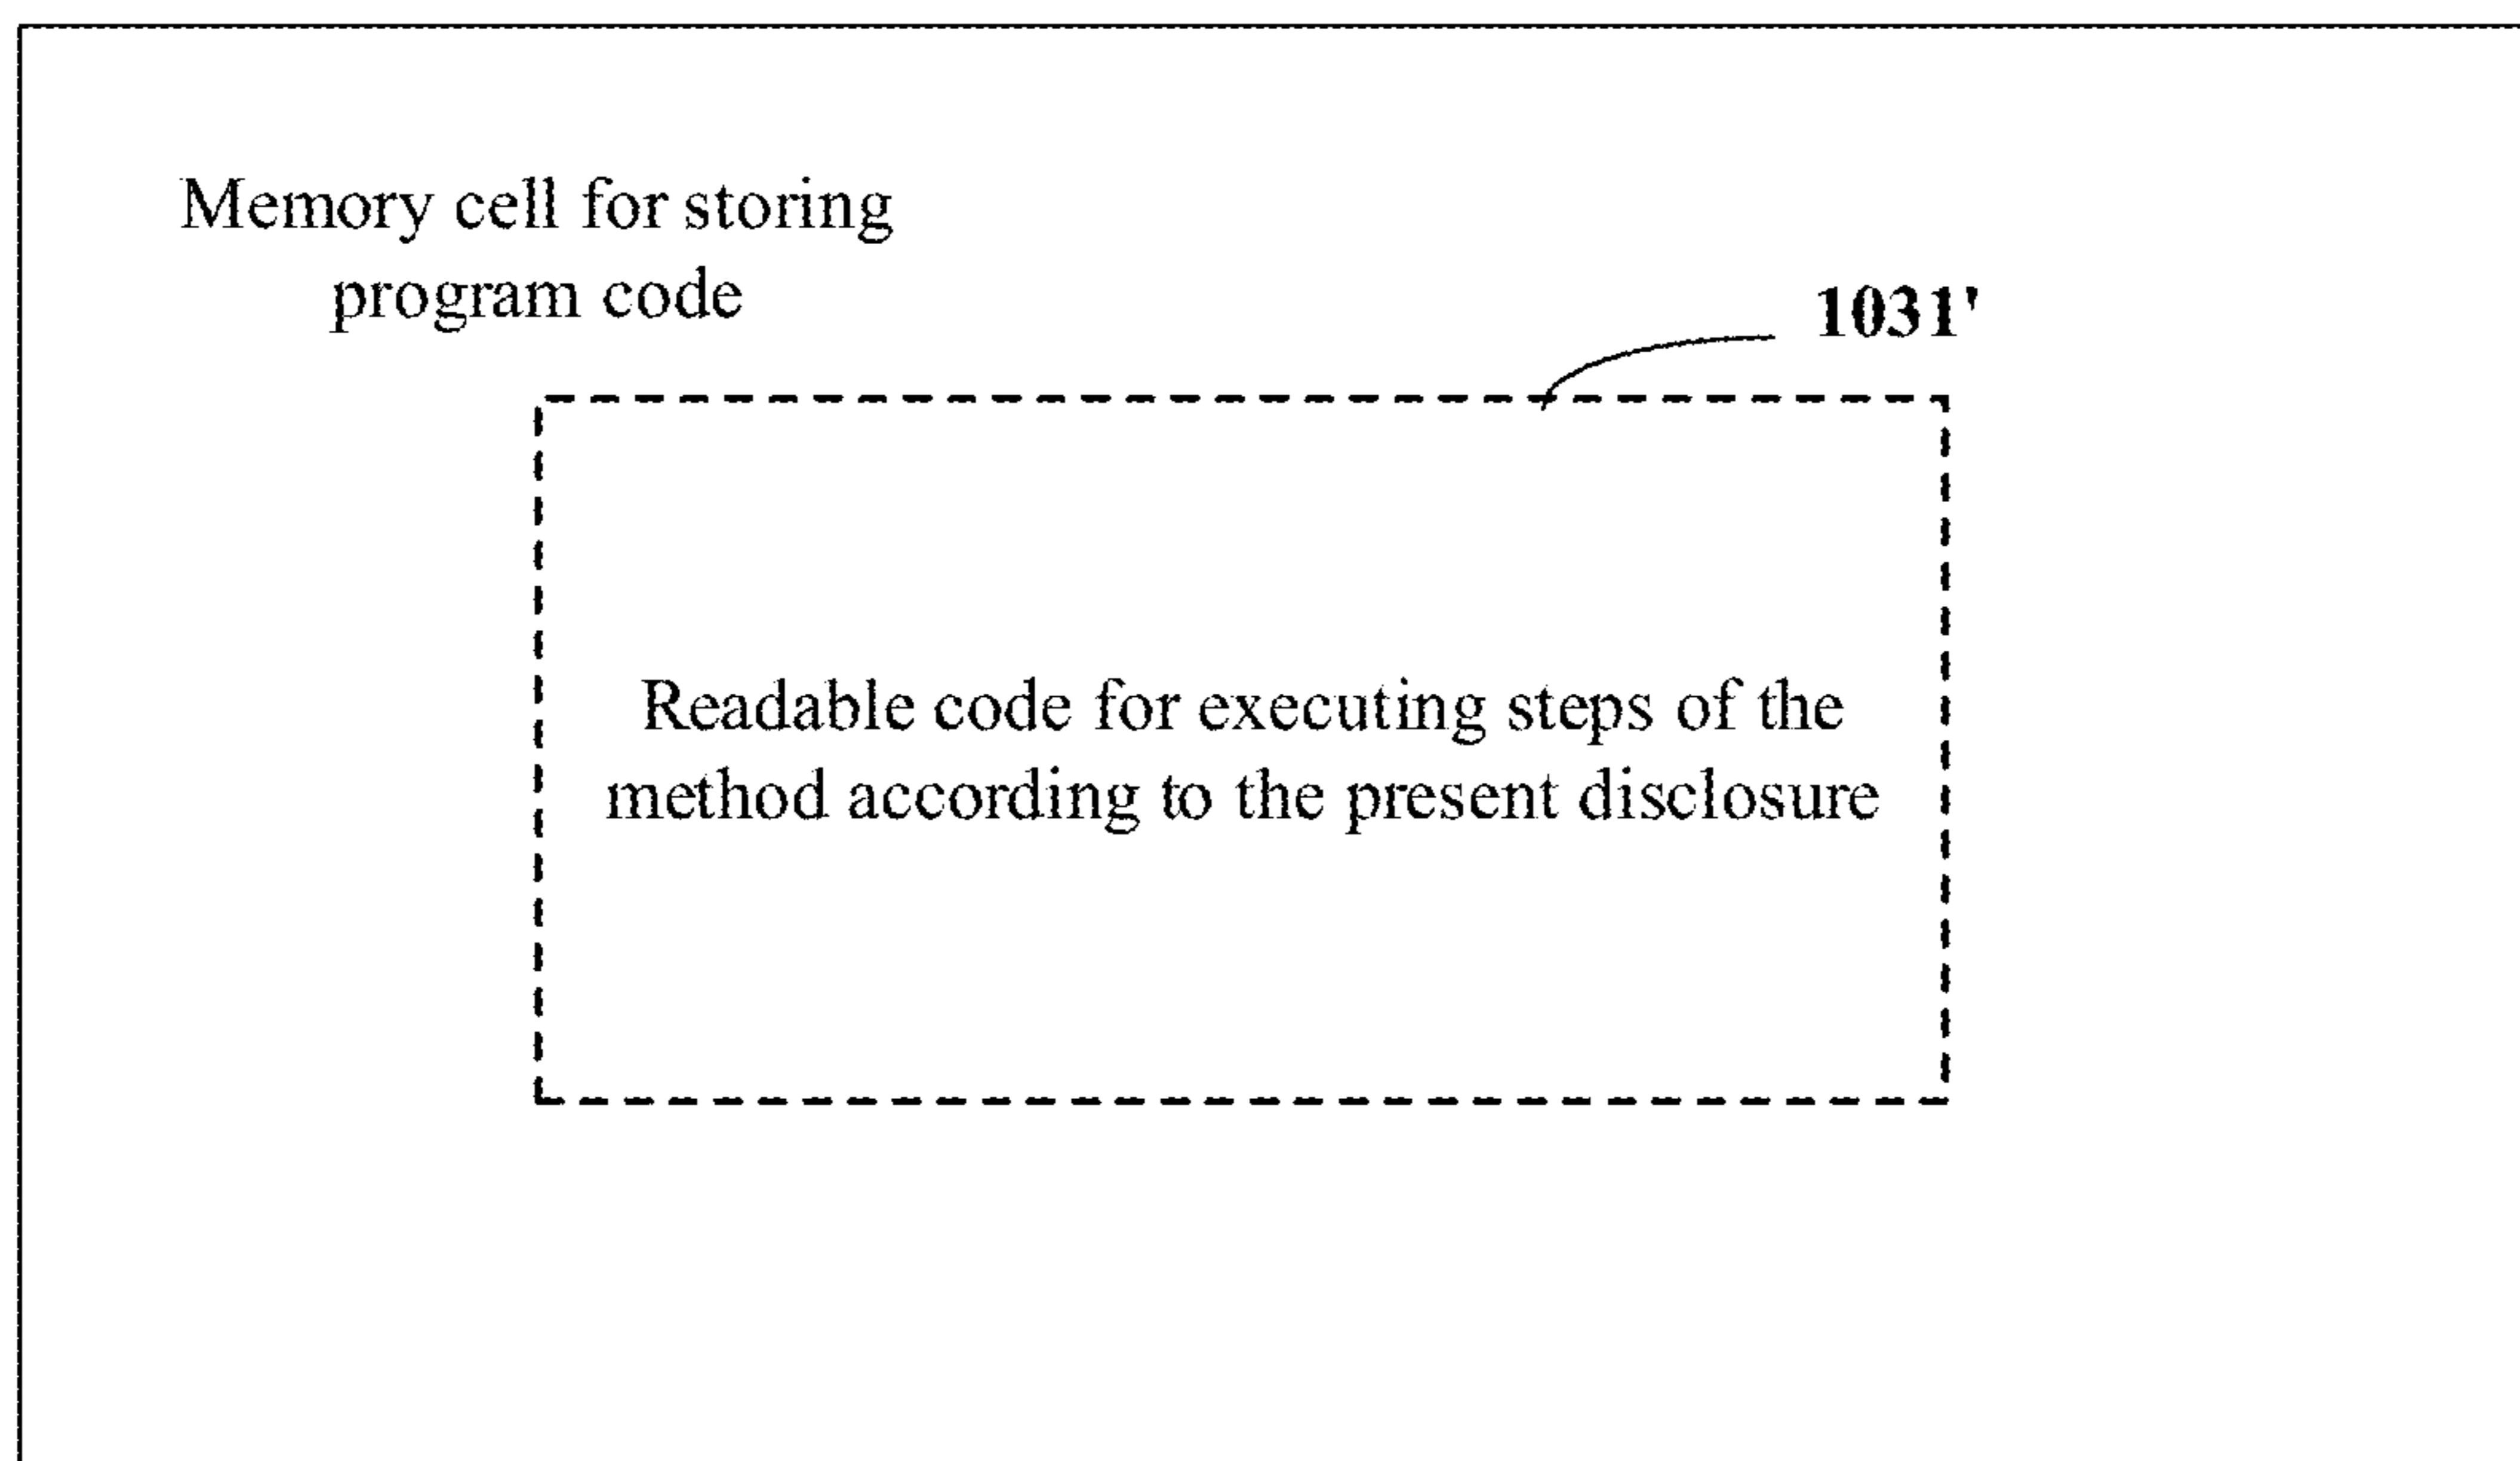 Memory cell for storing
program code
1031'
Readable code for executing steps of the
method according to the present disclosure